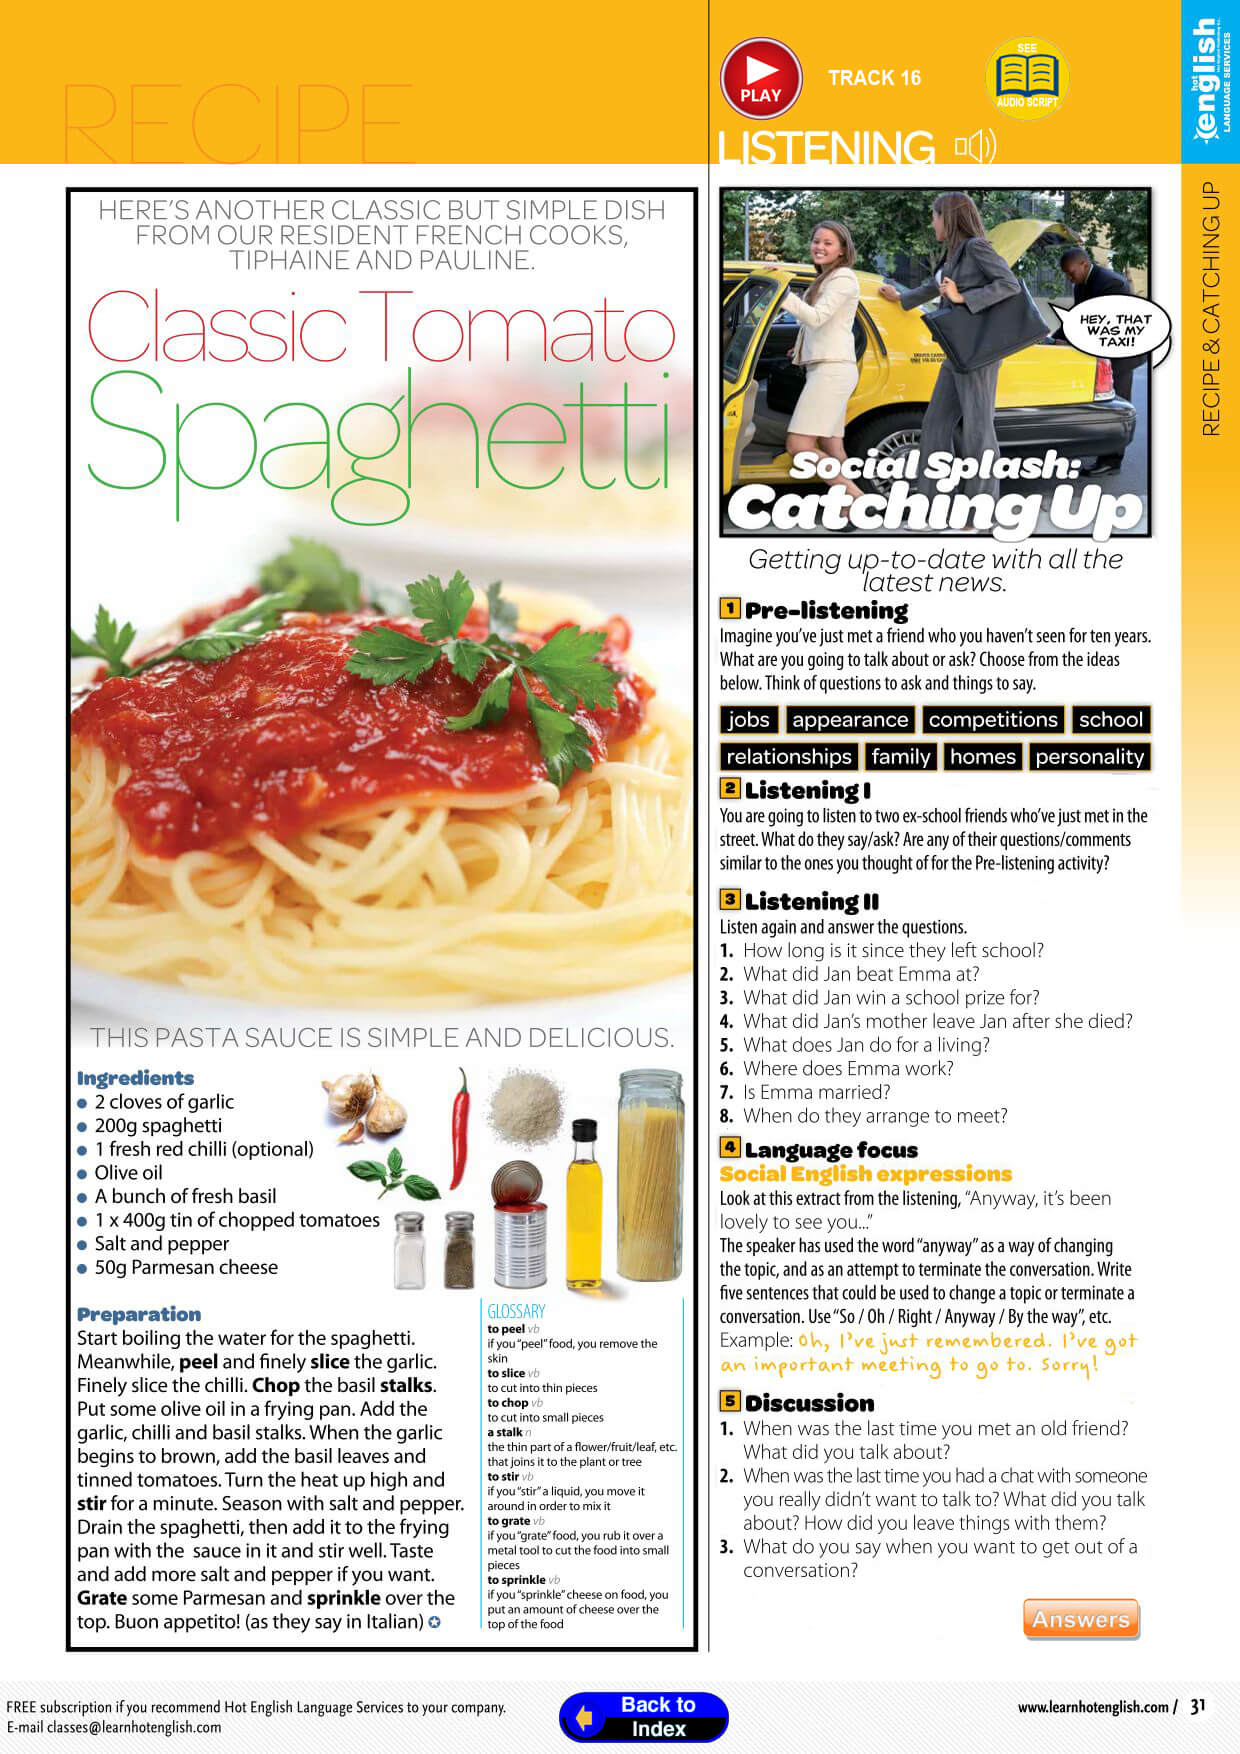 RECIPE
HERE'S ANOTHER CLASSIC BUT SIMPLE DISH
FROM OUR RESIDENT FRENCH COOKS,
TIPHAINE AND PAULINE.
Classic Tomato
Spaghetti
THIS PASTA SAUCE IS SIMPLE AND DELICIOUS.
Ingredients
2 cloves of garlic
200g spaghetti
1 fresh red chilli (optional)
Olive oil
A bunch of fresh basil
1 x 400g tin of chopped tomatoes
Salt and pepper
50g Parmesan cheese
Preparation
Start boiling the water for the spaghetti.
Meanwhile, peel and finely slice the garlic.
Finely slice the chilli. Chop the basil stalks.
Put some olive oil in a frying pan. Add the
garlic, chilli and basil stalks. When the garlic
begins to brown, add the basil leaves and
tinned tomatoes. Turn the heat up high and
stir for a minute. Season with salt and pepper.
Drain the spaghetti, then add it to the frying
pan with the sauce in it and stir well. Taste
and add more salt and pepper if you want.
Grate some Parmesan and sprinkle over the
top. Buon appetito! (as they say in Italian)
GLOSSARY
to peel vb
if you "peel" food, you remove the
skin
to slice vb
to cut into thin pieces
to chop vb
to cut into small pieces
a stalk n
the thin part of a flower/fruit/leaf, etc.
that joins it to the plant or tree
to stir vb
if you "stir" a liquid, you move it
around in order to mix it
to grate vb
if you "grate" food, you rub it over a
metal tool to cut the food into small
pieces
to sprinkle vb
if you "sprinkle" cheese on food, you
put an amount of cheese over the
top of the food
PLAY
TRACK 16
SEE
AUDIO SCRIPT
LISTENING
HEY, THAT
WAS MY
TAXI!
Social Splash:
Catching Up
Getting up-to-date with all the
latest news.
1 Pre-listening
Imagine you've just met a friend who you haven't seen for ten years.
What are you going to talk about or ask? Choose from the ideas
below. Think of questions to ask and things to say.
jobs appearance competitions school
relationships family homes personality
2 Listening I
You are going to listen to two ex-school friends who've just met in the
street. What do they say/ask? Are any of their questions/comments
similar to the ones you thought of for the Pre-listening activity?
3 Listening II
Listen again and answer the questions.
1. How long is it since they left school?
2. What did Jan beat Emma at?
3. What did Jan win a school prize for?
4. What did Jan's mother leave Jan after she died?
5. What does Jan do for a living?
6. Where does Emma work?
7. Is Emma married?
8. When do they arrange to meet?
4 Language focus
Social English expressions
Look at this extract from the listening, "Anyway, it's been
lovely to see you..."
The speaker has used the word "anyway" as a way of changing
the topic, and as an attempt to terminate the conversation. Write
five sentences that could be used to change a topic or terminate a
conversation. Use "So / Oh / Right / Anyway / By the way", etc.
Example: Oh, I've just remembered. I've got
an important meeting to go to. Sorry!
5 Discussion
1. When was the last time you met an old friend?
What did you talk about?
2. When was the last time you had a chat with someone
you really didn't want to talk to? What did you talk
about? How did you leave things with them?
3. What do you say when you want to get out of a
conversation?
Answers
hot english
LANGUAGE SERVICES
RECIPE & CATCHING UP
FREE subscription if you recommend Hot English Language Services to your company.
E-mail classes@learnhotenglish.com
Back to
Index
www.learnhotenglish.com / 31